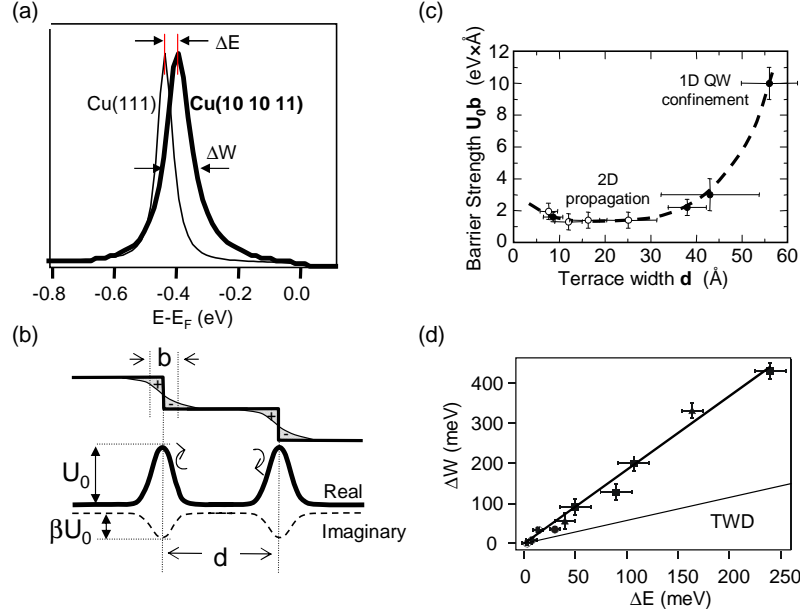 (a)
ΔE
Cu(111)
Cu(10 10 11)
ΔW
-0.8
-0.6
-0.4
-0.2
0.0
E-E_F (eV)
(b)
b
+
-
+
-
U_0
Real
βU_0
Imaginary
d
(c)
Barrier Strength U_0b (eV×Å)
12
10
8
6
4
2
0
1D QW
confinement
2D
propagation
0
10
20
30
40
50
60
Terrace width d (Å)
(d)
ΔW (meV)
400
300
200
100
0
TWD
0
50
100
150
200
250
ΔE (meV)